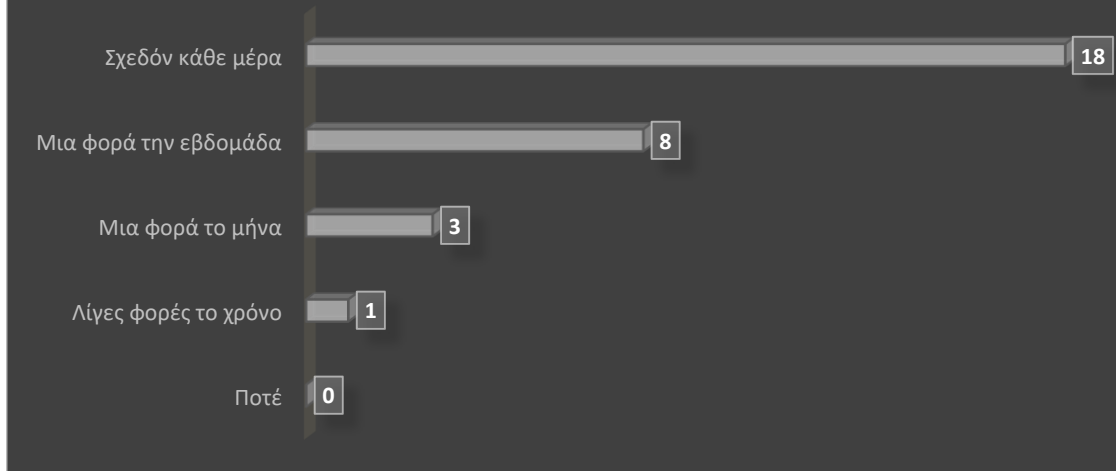 Σχεδόν κάθε μέρα 18
Μια φορά την εβδομάδα 8
Μια φορά το μήνα 3
Λίγες φορές το χρόνο 1
Ποτέ 0